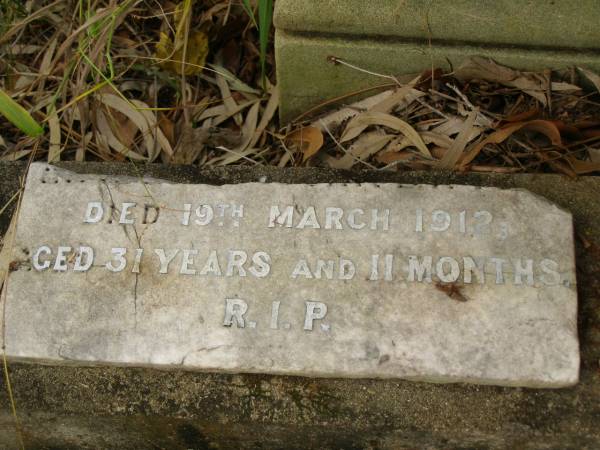 DIED 19TH MARCH 1912,
GED 31 YEARS AND 11 MONTHS.
R.I.P.